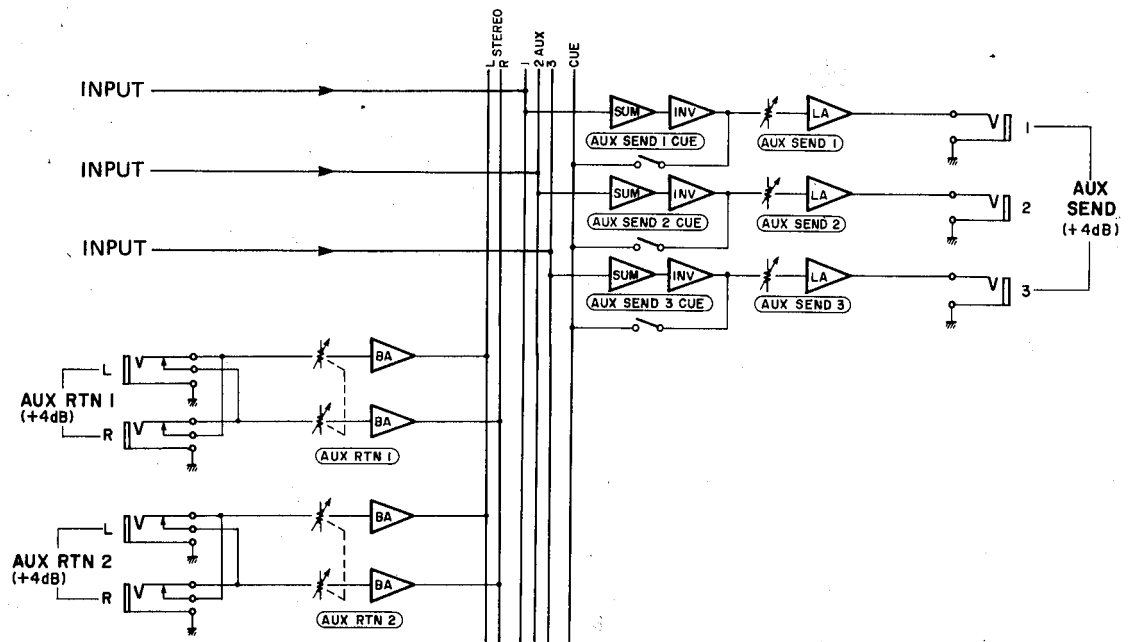 L STEREO
R
1
2 AUX
3
CUE
INPUT
SUM
INV
LA
AUX SEND 1 CUE
AUX SEND 1
1
INPUT
SUM
INV
LA
AUX SEND 2 CUE
AUX SEND 2
2
AUX
SEND
(+4dB)
INPUT
SUM
INV
LA
AUX SEND 3 CUE
AUX SEND 3
3
L
BA
AUX RTN 1
(+4dB)
R
BA
AUX RTN 1
L
BA
AUX RTN 2
(+4dB)
R
BA
AUX RTN 2